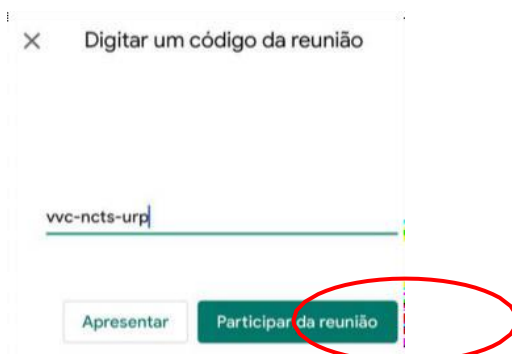 Digitar um código da reunião
vvc-ncts-urp
Apresentar
Participar da reunião